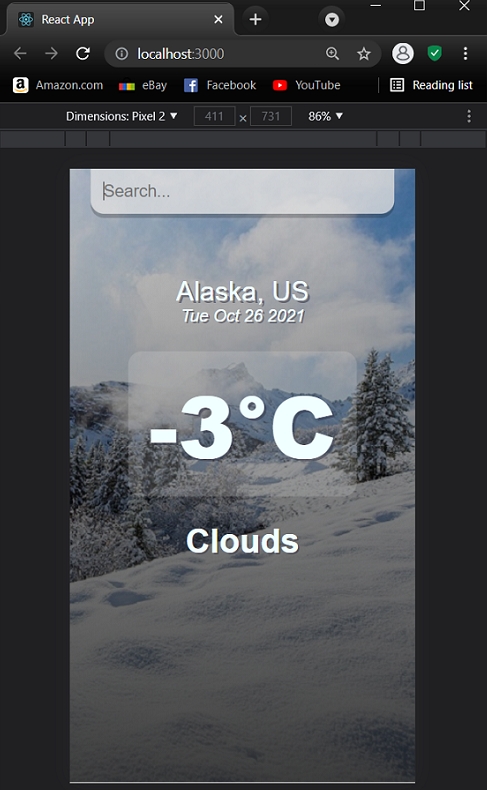 React App
localhost:3000
Amazon.com eBay Facebook YouTube Reading list
Dimensions: Pixel 2 ▼ 411 × 731 86% ▼
Search...
Alaska, US
Tue Oct 26 2021
-3°C
Clouds